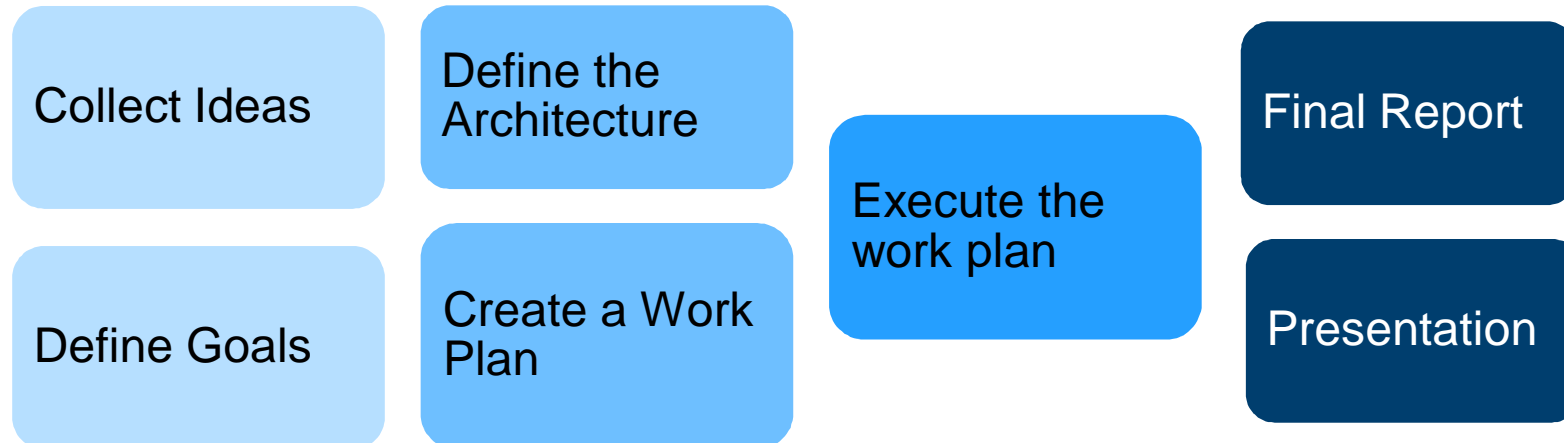 Collect Ideas
Define Goals
Define the
Architecture
Create a Work
Plan
Execute the
work plan
Final Report
Presentation